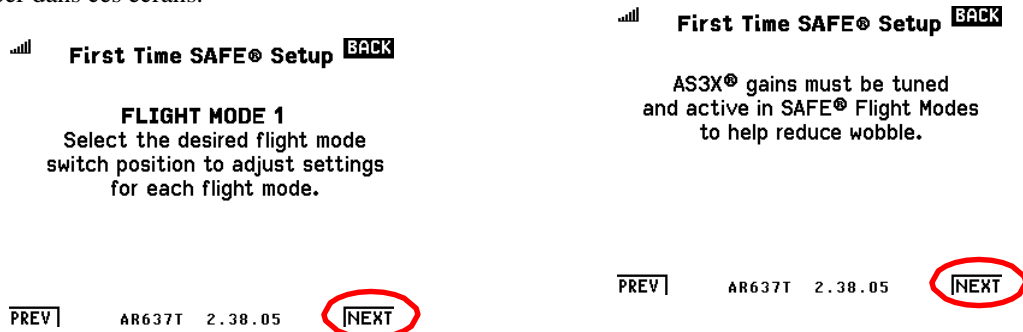 dans ces écrans.
First Time SAFE® Setup BACK
FLIGHT MODE 1
Select the desired flight mode
switch position to adjust settings
for each flight mode.
PREV AR637T 2.38.05 NEXT
First Time SAFE® Setup BACK
AS3X® gains must be tuned
and active in SAFE® Flight Modes
to help reduce wobble.
PREV AR637T 2.38.05 NEXT